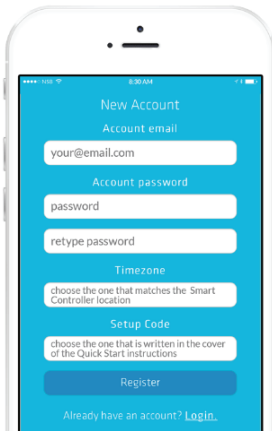 8:30 AM
New Account
Account email
your@email.com
Account password
password
retype password
Timezone
choose the one that matches the Smart
Controller location
Setup Code
choose the one that is written in the cover
of the Quick Start instructions
Register
Already have an account? Login.